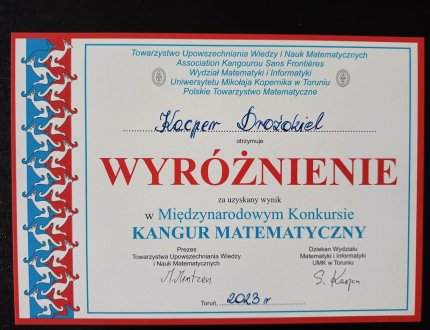 Towarzystwo Upowszechniania Wiedzy i Nauk Matematycznych
Association Kangourou Sans Frontières
Wydział Matematyki i Informatyki
Uniwersytetu Mikołaja Kopernika w Toruniu
Polskie Towarzystwo Matematyczne
Kacper Drożdkiel
otrzymuje
WYRÓŻNIENIE
za uzyskany wynik
w Międzynarodowym Konkursie
KANGUR MATEMATYCZNY
Prezes
Towarzystwa Upowszechniania Wiedzy
i Nauk Matematycznych
Dziekan Wydziału
Matematyki i Informatyki
UMK w Toruniu
M. Mentzen
Toruń, 2023 r